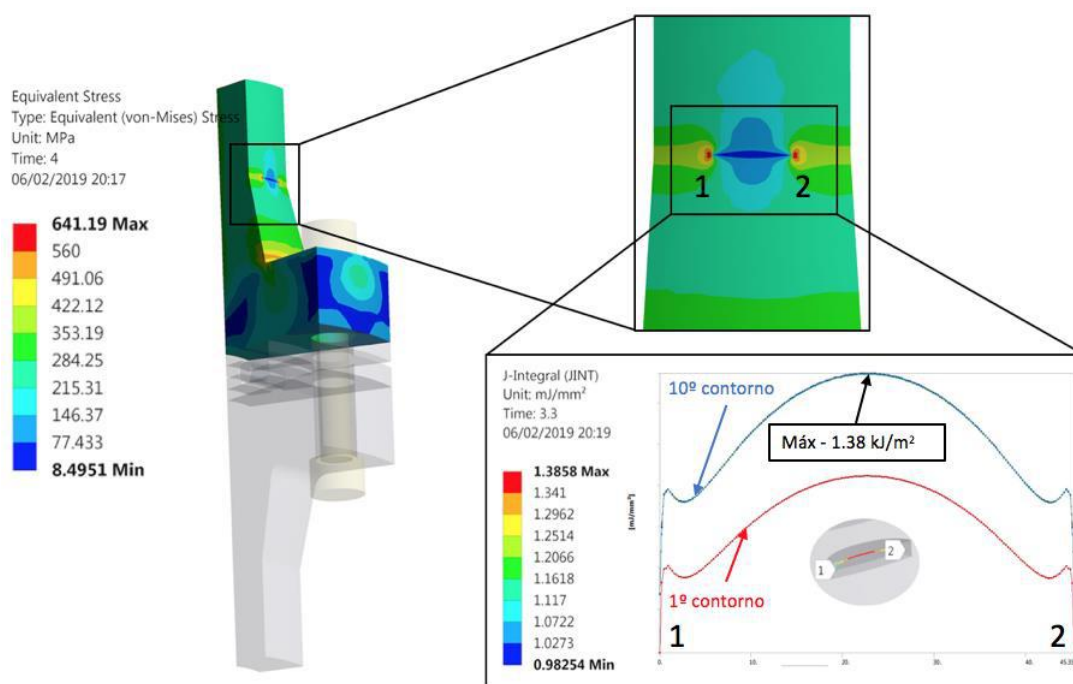 Equivalent Stress
Type: Equivalent (von-Mises) Stress
Unit: MPa
Time: 4
06/02/2019 20:17
641.19 Max
560
491.06
422.12
353.19
284.25
215.31
146.37
77.433
8.4951 Min
1 2
J-Integral (JINT)
Unit: mJ/mm²
Time: 3.3
06/02/2019 20:19
1.3858 Max
1.341
1.2962
1.2514
1.2066
1.1618
1.117
1.0722
1.0273
0.98254 Min
10º contorno
Máx - 1.38 kJ/m²
[mJ/mm²]
1 2
1º contorno
1 2
0. 10. 20. 30. 40.